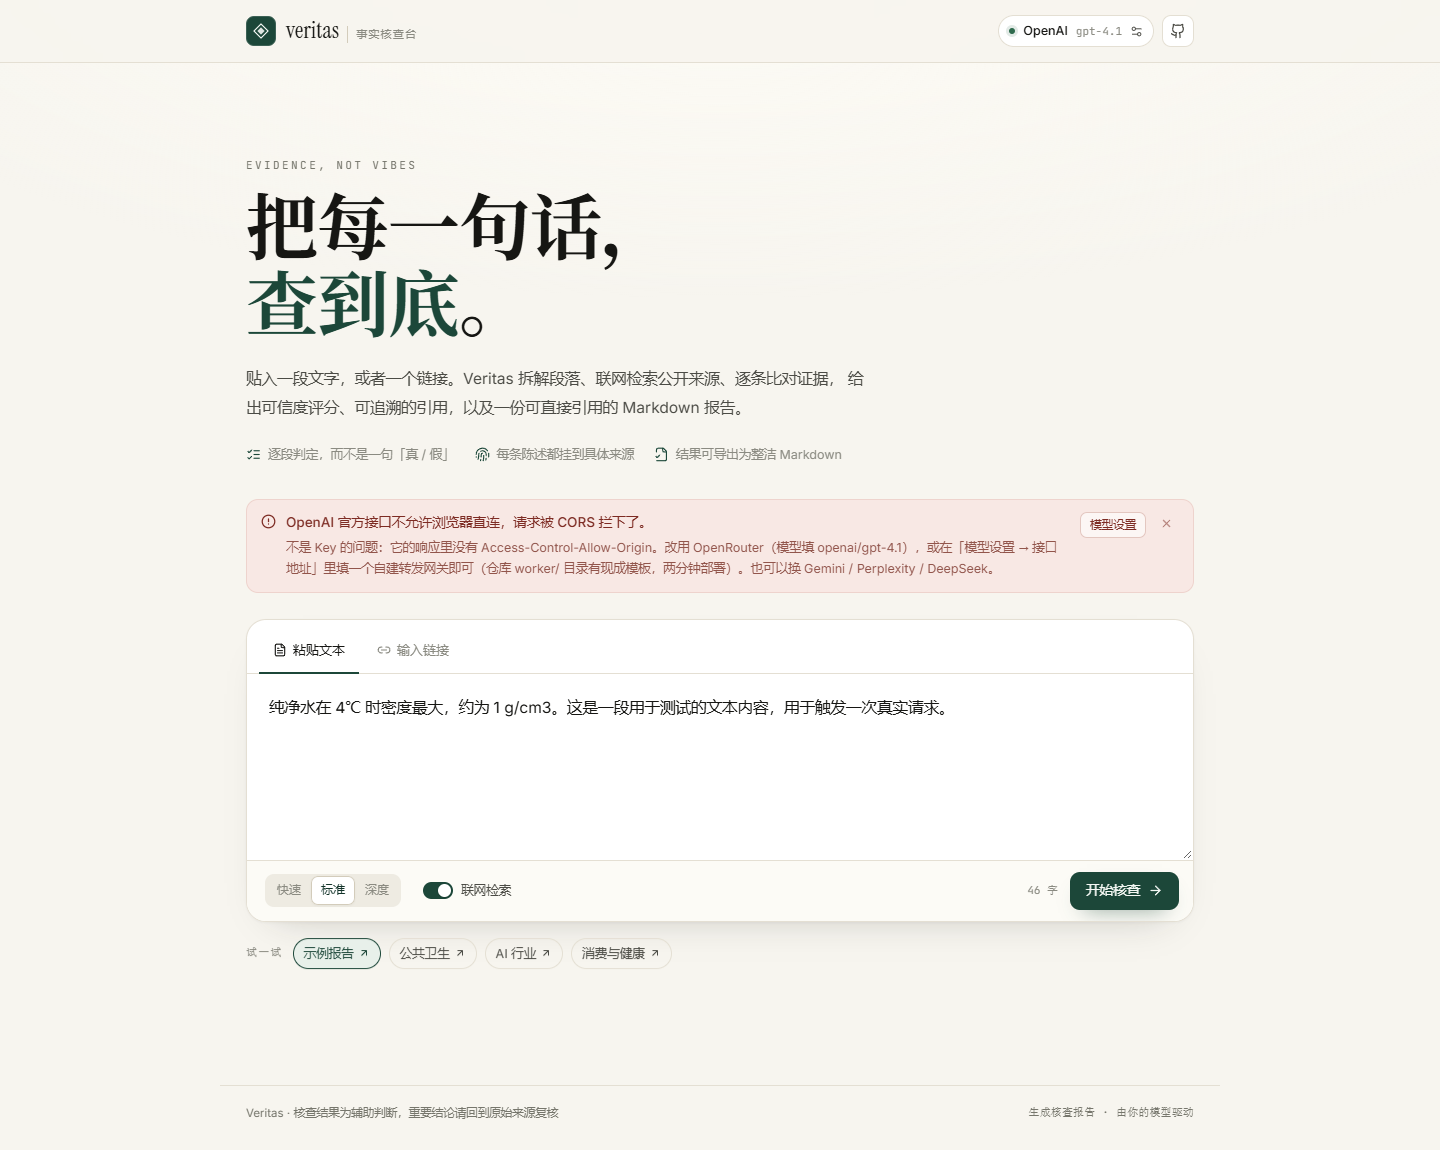 veritas 事实核查台
OpenAI gpt-4.1
EVIDENCE, NOT VIBES
把每一句话，
查到底。
贴入一段文字，或者一个链接。Veritas 拆解段落、联网检索公开来源、逐条比对证据， 给
出可信度评分、可追溯的引用，以及一份可直接引用的 Markdown 报告。
逐段判定，而不是一句「真 / 假」 每条陈述都挂到具体来源 结果可导出为整洁 Markdown
OpenAI 官方接口不允许浏览器直连，请求被 CORS 拦下了。
模型设置
不是 Key 的问题：它的响应里没有 Access-Control-Allow-Origin。改用 OpenRouter（模型填 openai/gpt-4.1），或在「模型设置 → 接口
地址」里填一个自建转发网关即可（仓库 worker/ 目录有现成模板，两分钟部署）。也可以换 Gemini / Perplexity / DeepSeek。
粘贴文本 输入链接
纯净水在 4℃ 时密度最大，约为 1 g/cm3。这是一段用于测试的文本内容，用于触发一次真实请求。
快速 标准 深度 联网检索 46 字 开始核查
试一试 示例报告 公共卫生 AI 行业 消费与健康
Veritas · 核查结果为辅助判断，重要结论请回到原始来源复核
生成核查报告 · 由你的模型驱动